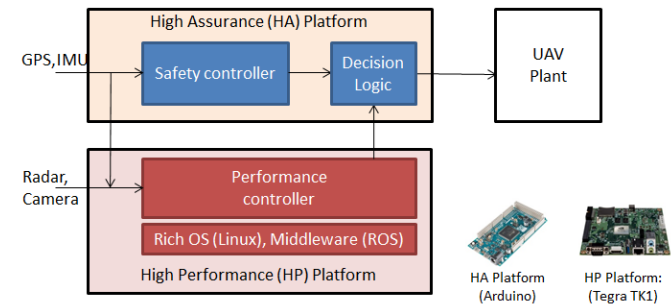 High Assurance (HA) Platform
GPS,IMU
Safety controller
Decision
Logic
UAV
Plant
Radar,
Camera
Performance
controller
Rich OS (Linux), Middleware (ROS)
High Performance (HP) Platform
HA Platform
(Arduino)
HP Platform:
(Tegra TK1)